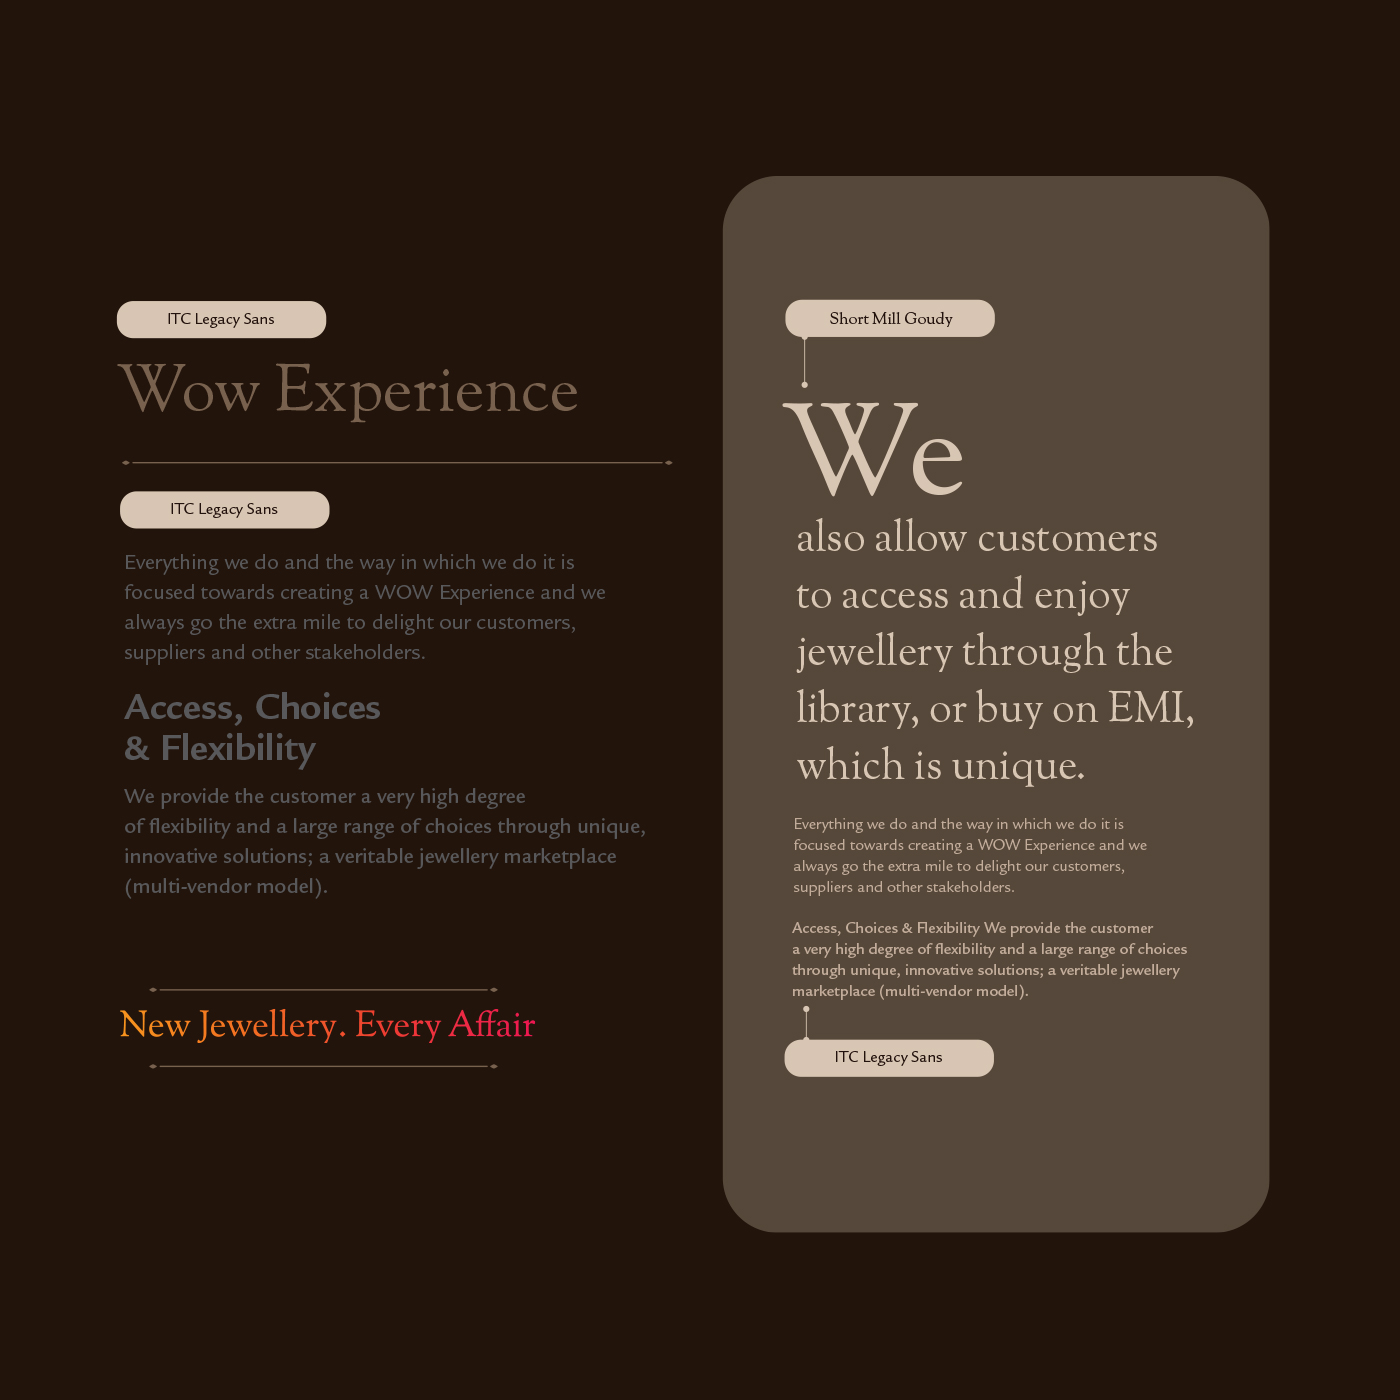 ITC Legacy Sans
Wow Experience
ITC Legacy Sans
Everything we do and the way in which we do it is
focused towards creating a WOW Experience and we
always go the extra mile to delight our customers,
suppliers and other stakeholders.
Access, Choices
& Flexibility
We provide the customer a very high degree
of flexibility and a large range of choices through unique,
innovative solutions; a veritable jewellery marketplace
(multi-vendor model).
New Jewellery. Every Affair
Short Mill Goudy
We
also allow customers
to access and enjoy
jewellery through the
library, or buy on EMI,
which is unique.
Everything we do and the way in which we do it is
focused towards creating a WOW Experience and we
always go the extra mile to delight our customers,
suppliers and other stakeholders.
Access, Choices & Flexibility We provide the customer
a very high degree of flexibility and a large range of choices
through unique, innovative solutions; a veritable jewellery
marketplace (multi-vendor model).
ITC Legacy Sans